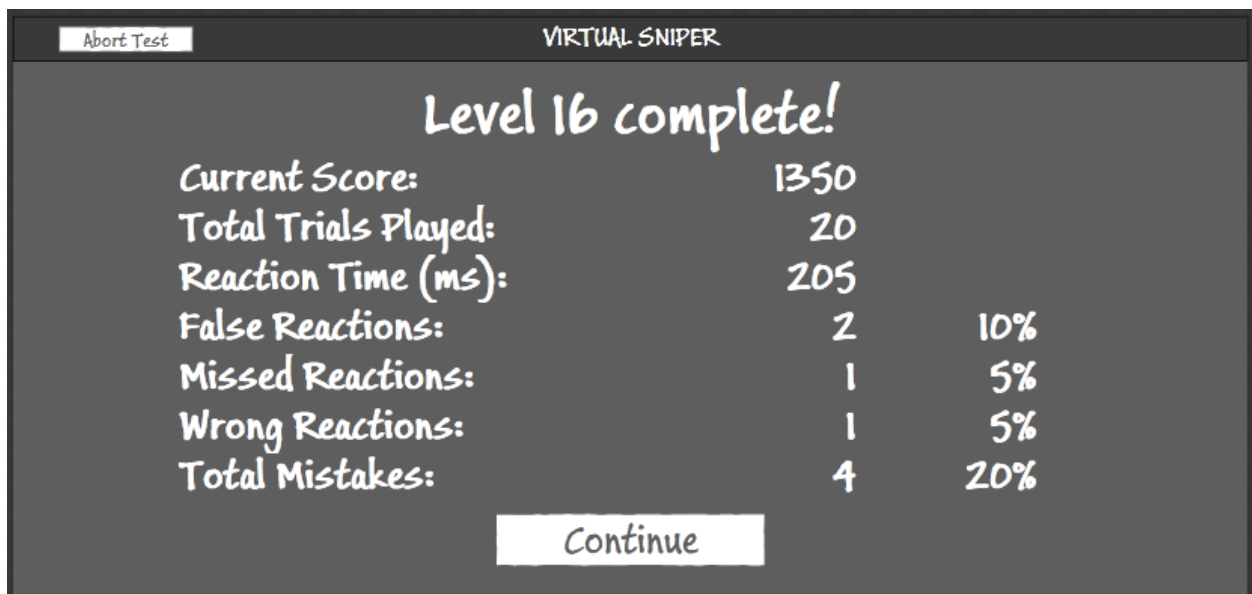 Abort Test
VIRTUAL SNIPER
Level 16 complete!
Current Score: 1350
Total Trials Played: 20
Reaction Time (ms): 205
False Reactions: 2 10%
Missed Reactions: 1 5%
Wrong Reactions: 1 5%
Total Mistakes: 4 20%
Continue